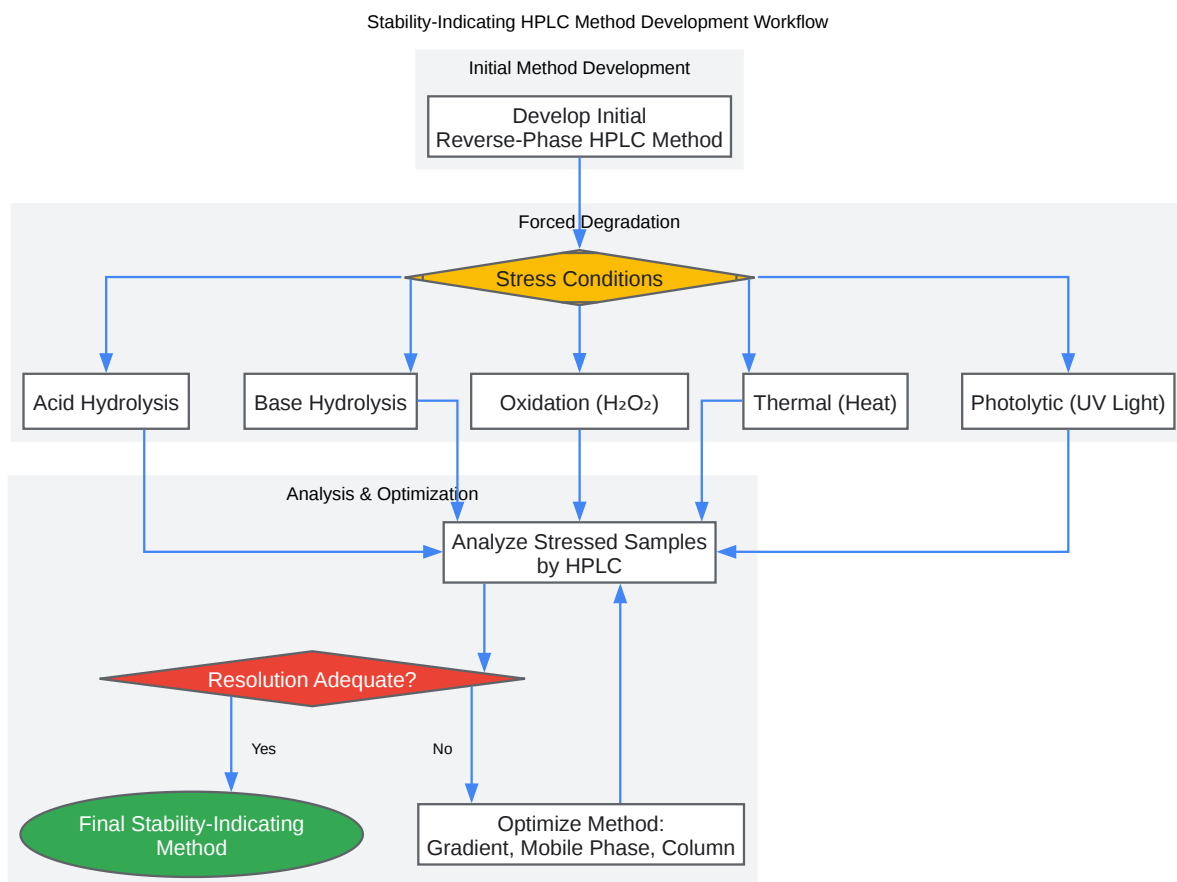 Stability-Indicating HPLC Method Development Workflow
Initial Method Development
Develop Initial
Reverse-Phase HPLC Method
Forced Degradation
Stress Conditions
Acid Hydrolysis
Base Hydrolysis
Oxidation (H₂O₂)
Thermal (Heat)
Photolytic (UV Light)
Analysis & Optimization
Analyze Stressed Samples
by HPLC
Resolution Adequate?
Yes
No
Final Stability-Indicating
Method
Optimize Method:
Gradient, Mobile Phase, Column